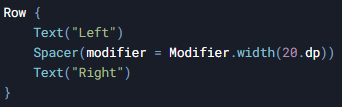 Row {
    Text("Left")
    Spacer(modifier = Modifier.width(20.dp))
    Text("Right")
}